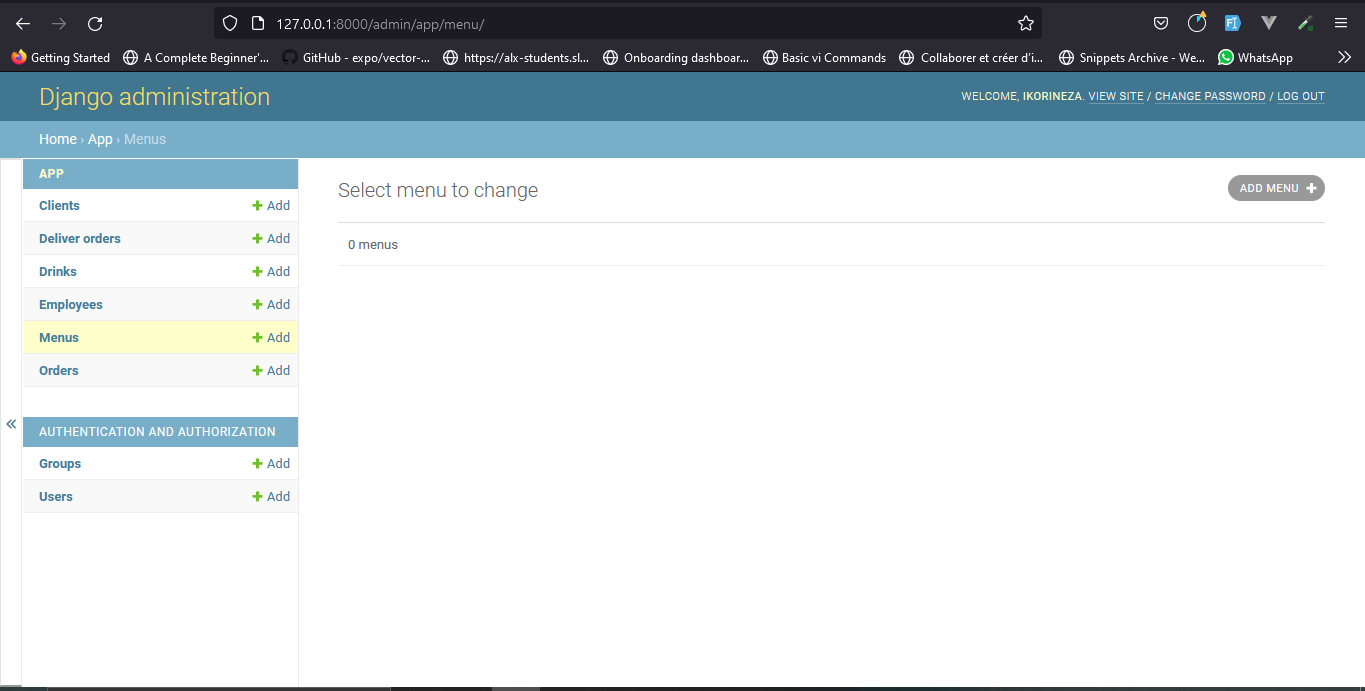 127.0.0.1:8000/admin/app/menu/
Getting Started A Complete Beginner'... GitHub - expo/vector-... https://alx-students.sl... Onboarding dashboar... Basic vi Commands Collaborer et créer d'i... Snippets Archive - We... WhatsApp
Django administration
WELCOME, IKORINEZA. VIEW SITE / CHANGE PASSWORD / LOG OUT
Home › App › Menus
APP
Clients + Add
Deliver orders + Add
Drinks + Add
Employees + Add
Menus + Add
Orders + Add
«
AUTHENTICATION AND AUTHORIZATION
Groups + Add
Users + Add
Select menu to change
ADD MENU +
0 menus